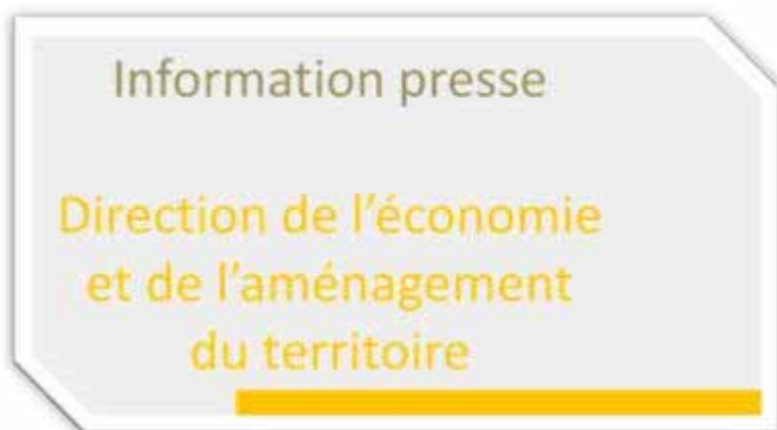 Information presse
Direction de l'économie
et de l'aménagement
du territoire